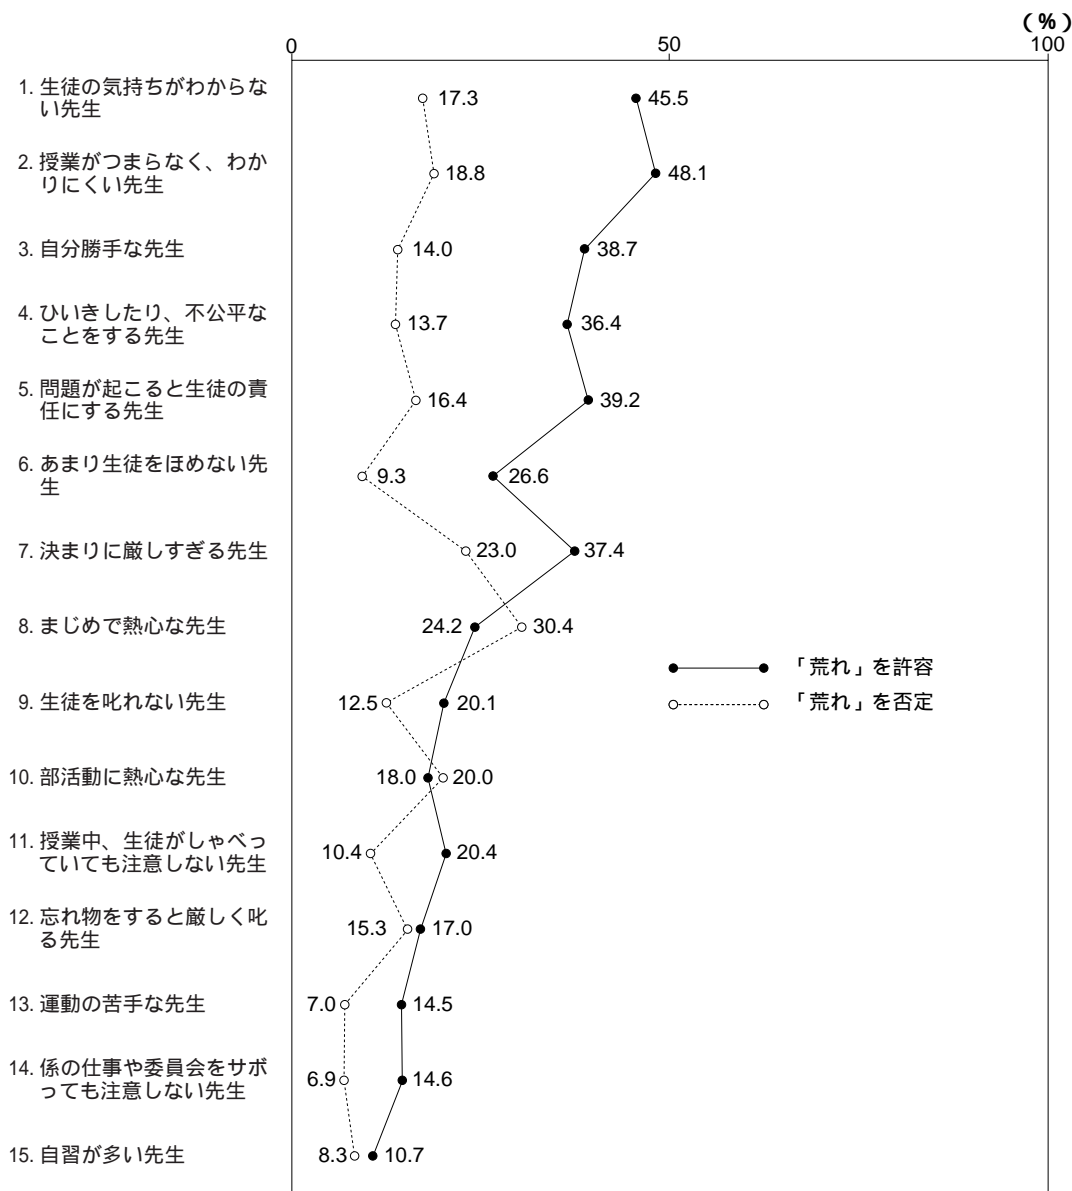 (%)
0 50 100
1. 生徒の気持ちがわからな
い先生
17.3 45.5
2. 授業がつまらなく、わか
りにくい先生
18.8 48.1
3. 自分勝手な先生
14.0 38.7
4. ひいきしたり、不公平な
ことをする先生
13.7 36.4
5. 問題が起こると生徒の責
任にする先生
16.4 39.2
6. あまり生徒をほめない先
生
9.3 26.6
7. 決まりに厳しすぎる先生
23.0 37.4
8. まじめで熱心な先生
24.2 30.4
「荒れ」を許容
9. 生徒を叱れない先生
12.5 20.1
「荒れ」を否定
10. 部活動に熱心な先生
18.0 20.0
11. 授業中、生徒がしゃべっ
ていても注意しない先生
10.4 20.4
12. 忘れ物をすると厳しく叱
る先生
15.3 17.0
13. 運動の苦手な先生
7.0 14.5
14. 係の仕事や委員会をサボ
っても注意しない先生
6.9 14.6
15. 自習が多い先生
8.3 10.7